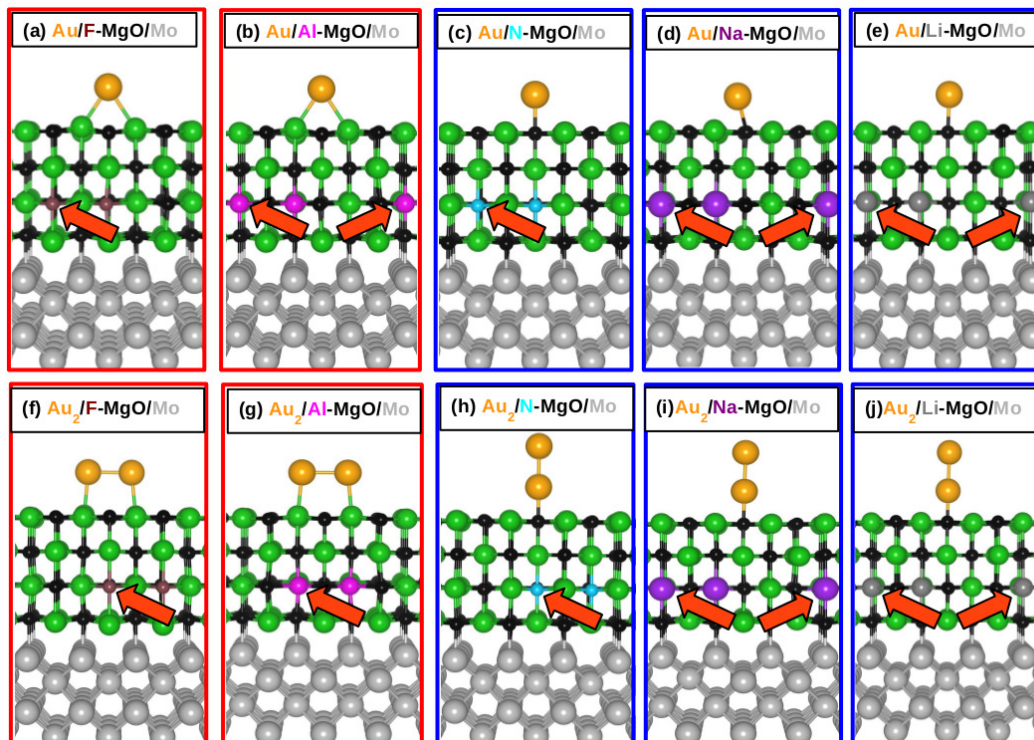 (a) Au/F-MgO/Mo
(b) Au/Al-MgO/Mo
(c) Au/N-MgO/Mo
(d) Au/Na-MgO/Mo
(e) Au/Li-MgO/Mo
(f) Au2/F-MgO/Mo
(g) Au2/Al-MgO/Mo
(h) Au2/N-MgO/Mo
(i) Au2/Na-MgO/Mo
(j) Au2/Li-MgO/Mo